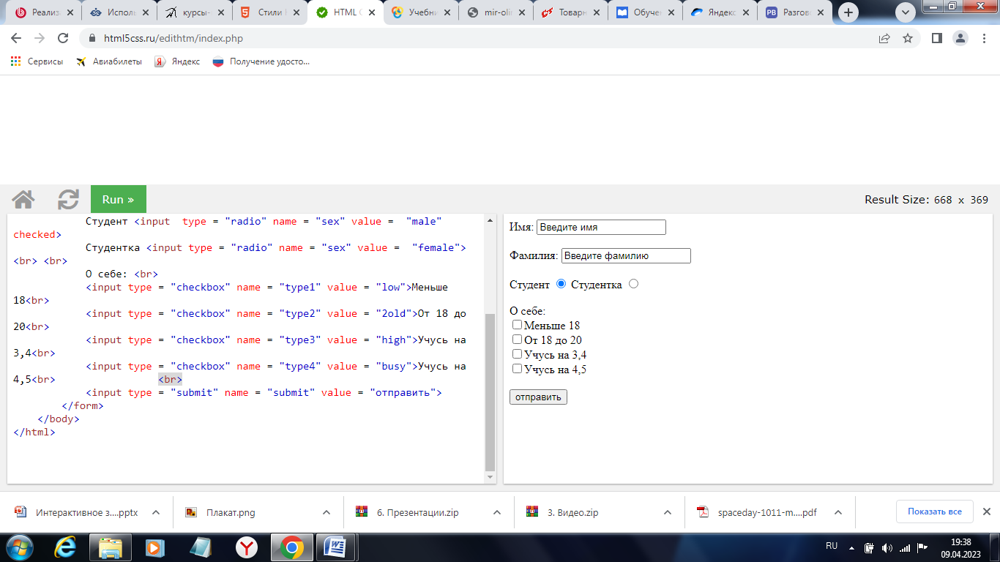 Реализ
Исполь
курсы-
Стили
HTML
Учебни
mir-oli
Товарн
Обучен
Яндекс
Разгов
html5css.ru/edithtm/index.php
Сервисы Авиабилеты Яндекс Получение удосто...
Run »
Result Size: 668 x 369
Студент <input  type = "radio" name = "sex" value =  "male"
checked>
Студентка <input type = "radio" name = "sex" value =  "female">
<br> <br>
О себе: <br>
<input type = "checkbox" name = "type1" value = "low">Меньше
18<br>
<input type = "checkbox" name = "type2" value = "2old">От 18 до
20<br>
<input type = "checkbox" name = "type3" value = "high">Учусь на
3,4<br>
<input type = "checkbox" name = "type4" value = "busy">Учусь на
4,5<br> <br>
<input type = "submit" name = "submit" value = "отправить">
</form>
</body>
</html>
Имя: Введите имя
Фамилия: Введите фамилию
Студент Студентка
О себе:
Меньше 18
От 18 до 20
Учусь на 3,4
Учусь на 4,5
отправить
Интерактивное з....pptx
Плакат.png
6. Презентации.zip
3. Видео.zip
spaceday-1011-m....pdf
Показать все
RU
19:38
09.04.2023